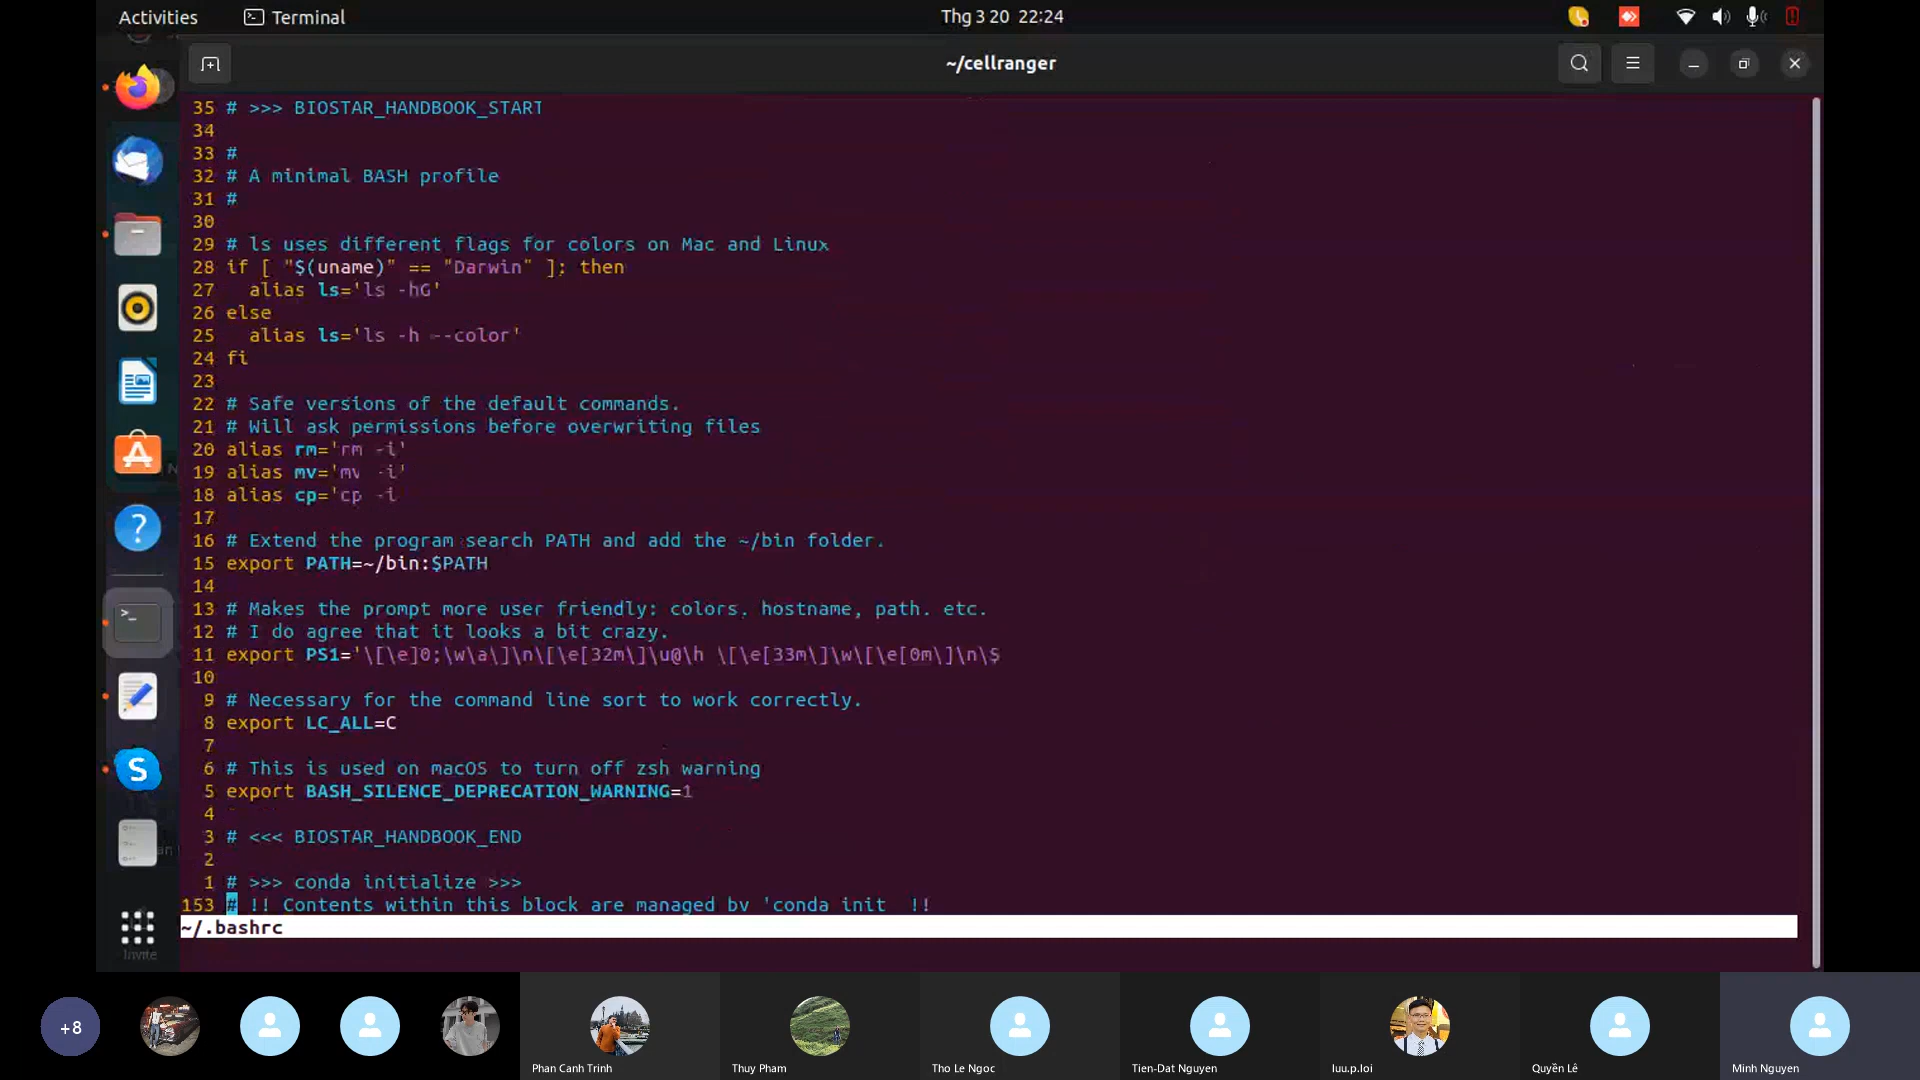 Activities
Terminal
Thg 3 20 22:24
~/cellranger
35 # >>> BIOSTAR_HANDBOOK_START
34
33 #
32 # A minimal BASH profile
31 #
30
29 # ls uses different flags for colors on Mac and Linux
28 if [ "$(uname)" == "Darwin" ]; then
27   alias ls='ls -hG'
26 else
25   alias ls='ls -h --color'
24 fi
23
22 # Safe versions of the default commands.
21 # Will ask permissions before overwriting files
20 alias rm='rm -i'
19 alias mv='mv -i'
18 alias cp='cp -i
17
16 # Extend the program search PATH and add the ~/bin folder.
15 export PATH=~/bin:$PATH
14
13 # Makes the prompt more user friendly: colors. hostname, path. etc.
12 # I do agree that it looks a bit crazy.
11 export PS1='\[\e]0;\w\a\]\n\[\e[32m\]\u@\h \[\e[33m\]\w\[\e[0m\]\n\$
10
9 # Necessary for the command line sort to work correctly.
8 export LC_ALL=C
7
6 # This is used on macOS to turn off zsh warning
5 export BASH_SILENCE_DEPRECATION_WARNING=1
4
3 # <<< BIOSTAR_HANDBOOK_END
2
1 # >>> conda initialize >>>
153 # !! Contents within this block are managed by 'conda init !!
~/.bashrc
Invite
+8
Phan Canh Trinh
Thuy Pham
Tho Le Ngoc
Tien-Dat Nguyen
luu.p.loi
Quyền Lê
Minh Nguyen